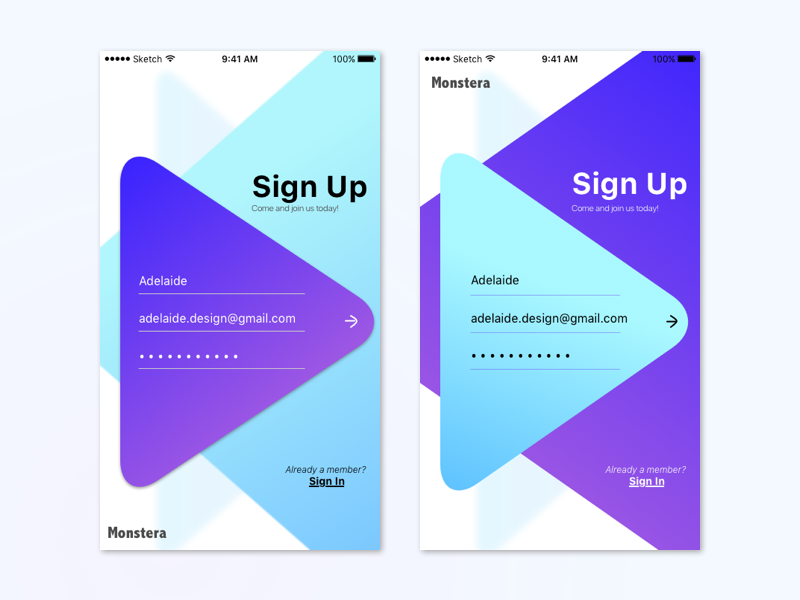 Sketch 9:41 AM 100%
Sign Up
Come and join us today!
Adelaide
adelaide.design@gmail.com
Already a member?
Sign In
Monstera
Sketch 9:41 AM 100%
Monstera
Sign Up
Come and join us today!
Adelaide
adelaide.design@gmail.com
Already a member?
Sign In